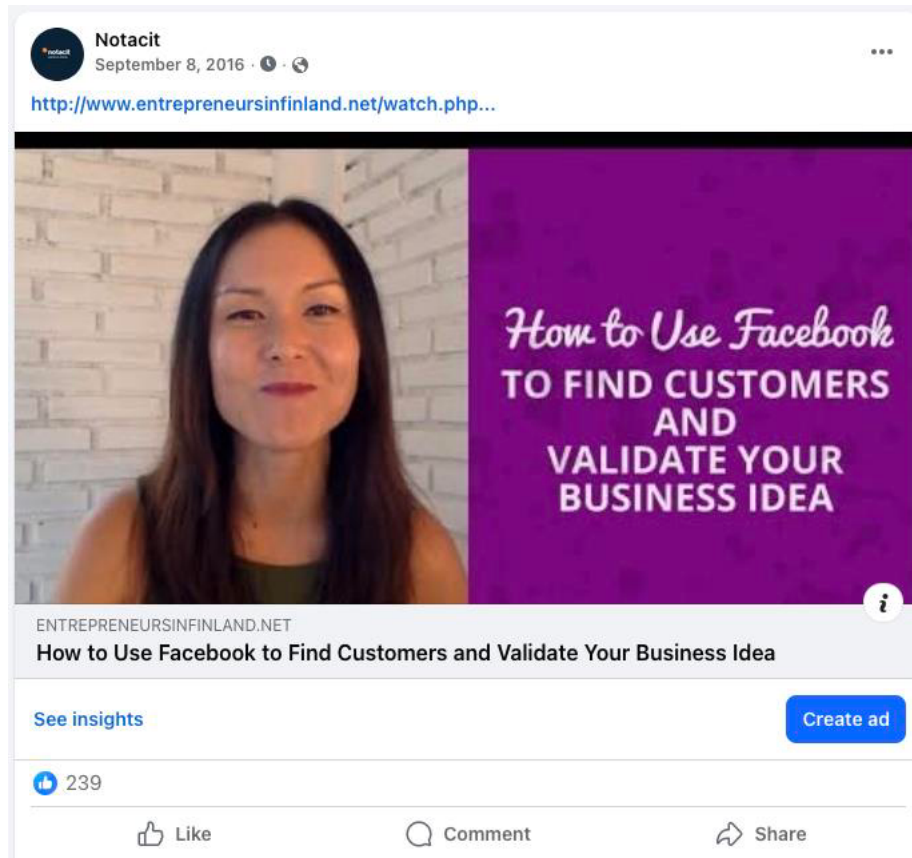 notacit
Notacit
September 8, 2016
http://www.entrepreneursinfinland.net/watch.php...
How to Use Facebook
TO FIND CUSTOMERS
AND
VALIDATE YOUR
BUSINESS IDEA
i
ENTREPRENEURSINFINLAND.NET
How to Use Facebook to Find Customers and Validate Your Business Idea
See insights
Create ad
239
Like
Comment
Share